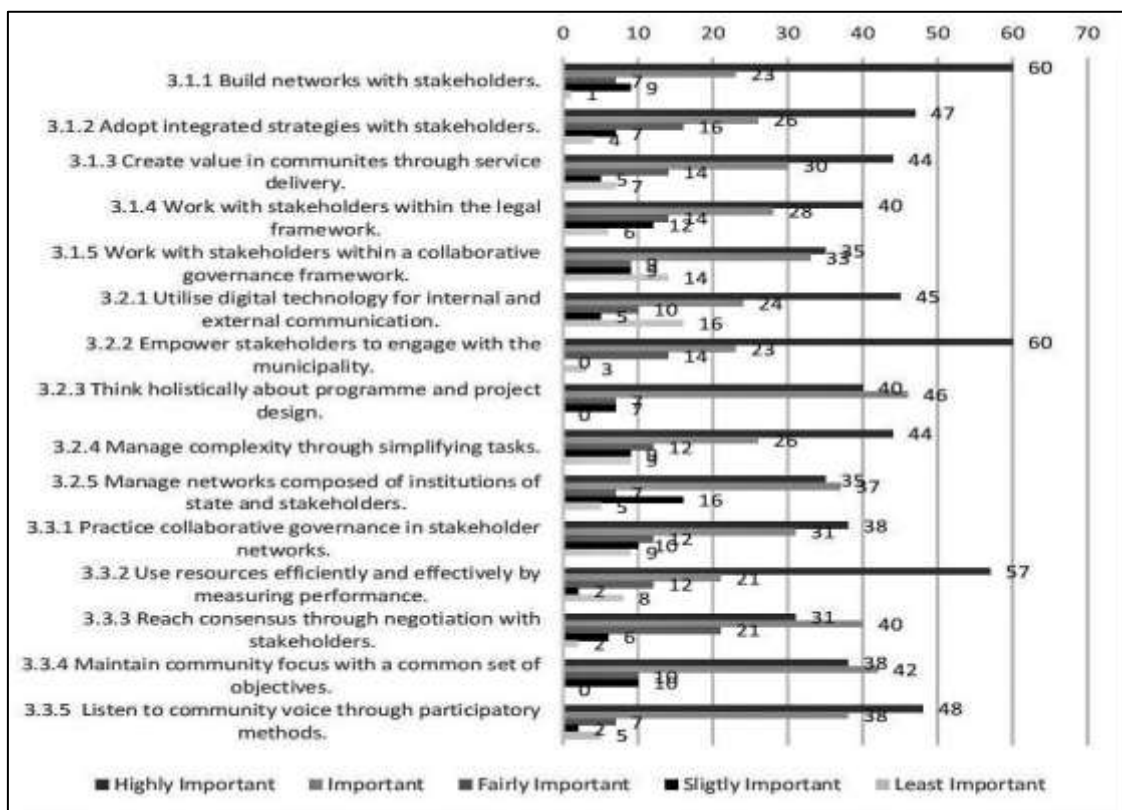 0 10 20 30 40 50 60 70
3.1.1 Build networks with stakeholders.
60
23
7
9
1
3.1.2 Adopt integrated strategies with stakeholders.
47
26
16
7
4
3.1.3 Create value in communites through service
delivery.
44
30
14
5
7
3.1.4 Work with stakeholders within the legal
framework.
40
28
14
12
6
3.1.5 Work with stakeholders within a collaborative
governance framework.
35
33
9
9
14
3.2.1 Utilise digital technology for internal and
external communication.
45
24
10
5
16
3.2.2 Empower stakeholders to engage with the
municipality.
60
23
14
0
3
3.2.3 Think holistically about programme and project
design.
40
46
7
7
0
3.2.4 Manage complexity through simplifying tasks.
44
26
12
9
9
3.2.5 Manage networks composed of institutions of
state and stakeholders.
35
37
7
16
5
3.3.1 Practice collaborative governance in stakeholder
networks.
38
31
12
10
9
3.3.2 Use resources efficiently and effectively by
measuring performance.
57
21
12
2
8
3.3.3 Reach consensus through negotiation with
stakeholders.
31
40
21
6
2
3.3.4 Maintain community focus with a common set of
objectives.
38
42
10
10
0
3.3.5 Listen to community voice through participatory
methods.
48
38
7
2
5
Highly Important Important Fairly Important Sligtly Important Least Important